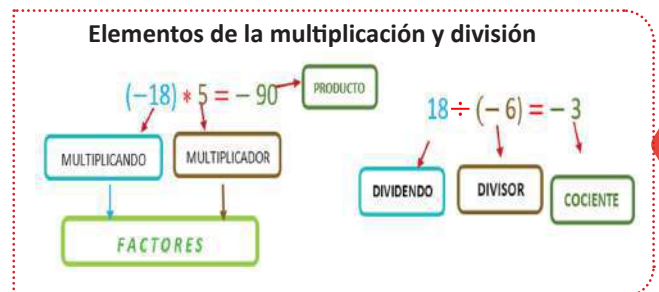 Elementos de la multiplicación y división
(−18) * 5 = − 90
PRODUCTO
MULTIPLICANDO
MULTIPLICADOR
FACTORES
18 ÷ (− 6) = − 3
DIVIDENDO
DIVISOR
COCIENTE